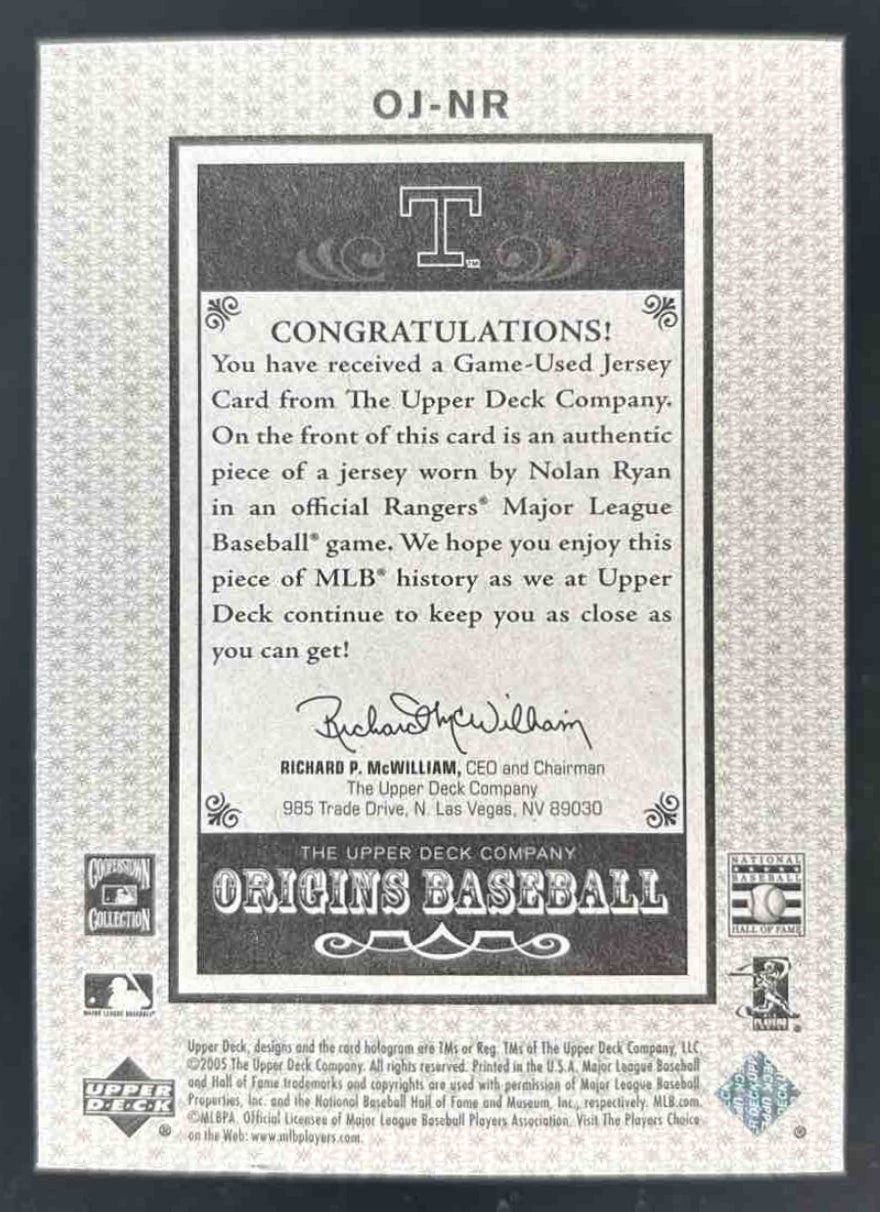 OJ-NR
T
TM
CONGRATULATIONS!
You have received a Game-Used Jersey
Card from The Upper Deck Company.
On the front of this card is an authentic
piece of a jersey worn by Nolan Ryan
in an official Rangers® Major League
Baseball® game. We hope you enjoy this
piece of MLB® history as we at Upper
Deck continue to keep you as close as
you can get!
Richard McWilliam
RICHARD P. McWILLIAM, CEO and Chairman
The Upper Deck Company
985 Trade Drive, N. Las Vegas, NV 89030
THE UPPER DECK COMPANY
ORIGINS BASEBALL
COOPERSTOWN
COLLECTION
NATIONAL
BASEBALL
HALL OF FAME
MAJOR LEAGUE BASEBALL®
UPPER
DECK
®
Upper Deck, designs and the card hologram are TMs or Reg. TMs of The Upper Deck Company, LLC.
©2005 The Upper Deck Company. All rights reserved. Printed in the U.S.A. Major League Baseball
and Hall of Fame trademarks and copyrights are used with permission of Major League Baseball
Properties, Inc. and the National Baseball Hall of Fame and Museum, Inc., respectively. MLB.com.
©MLBPA. Official Licensee of Major League Baseball Players Association. Visit The Players Choice
on the Web: www.mlbplayers.com.
®